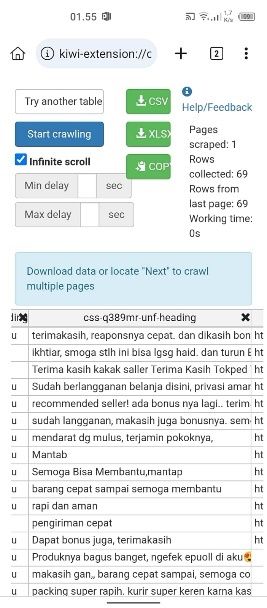 01.55
1,7
K/s
99
kiwi-extension://c
2
Try another table
CSV
Help/Feedback
Start crawling
XLSX
Pages
scraped: 1
Infinite scroll
COP
Rows
collected: 69
Min delay
sec
Rows from
last page: 69
Max delay
sec
Working time:
0s
Download data or locate "Next" to crawl
multiple pages
ding
css-q389mr-unf-heading
u terimakasih, reaponsnya cepat. dan dikasih bon ht
ikhtiar, smoga stlh ini bisa lgsg haid. dan turun B ht
Terima kasih kakak saller Terima Kasih Tokped ht
u Sudah berlangganan belanja disini, privasi amar ht
u recommended seller! ada bonus nya lagi.. terim ht
u sudah langganan, makasih juga bonusnya. sem ht
u mendarat dg mulus, terjamin pokoknya, ht
u Mantab ht
u Semoga Bisa Membantu,mantap
u barang cepat sampai semoga membantu ht
u rapi dan aman ht
pengiriman cepat ht
u Dapat bonus juga, terimakasih ht
u Produknya bagus banget, ngefek epuoll di aku
u makasih gan,, barang cepat sampai, semoga co
u packing super rapih. kurir super keren karna kas